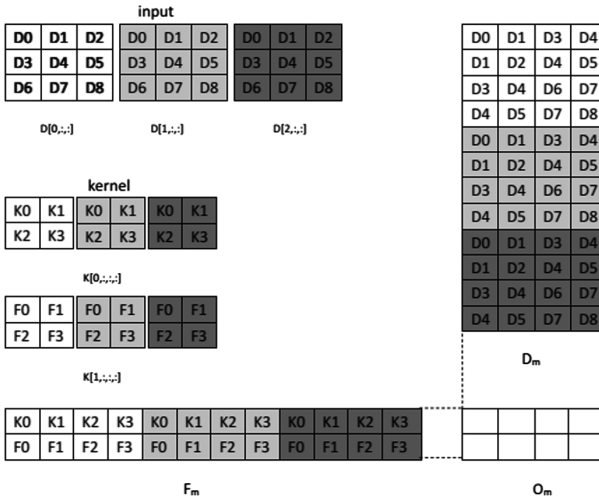 input
D0 D1 D2 D0 D1 D2 D0 D1 D2
D3 D4 D5 D3 D4 D5 D3 D4 D5
D6 D7 D8 D6 D7 D8 D6 D7 D8
D[0,:,:] D[1,:,:] D[2,:,:]
kernel
K0 K1 K0 K1 K0 K1
K2 K3 K2 K3 K2 K3
K[0,:,:,:]
F0 F1 F0 F1 F0 F1
F2 F3 F2 F3 F2 F3
K[1,:,:,:]
K0 K1 K2 K3 K0 K1 K2 K3 K0 K1 K2 K3
F0 F1 F2 F3 F0 F1 F2 F3 F0 F1 F2 F3
Fm
D0 D1 D3 D4
D1 D2 D4 D5
D3 D4 D6 D7
D4 D5 D7 D8
D0 D1 D3 D4
D1 D2 D4 D5
D3 D4 D6 D7
D4 D5 D7 D8
D0 D1 D3 D4
D1 D2 D4 D5
D3 D4 D6 D7
D4 D5 D7 D8
Dm
Om